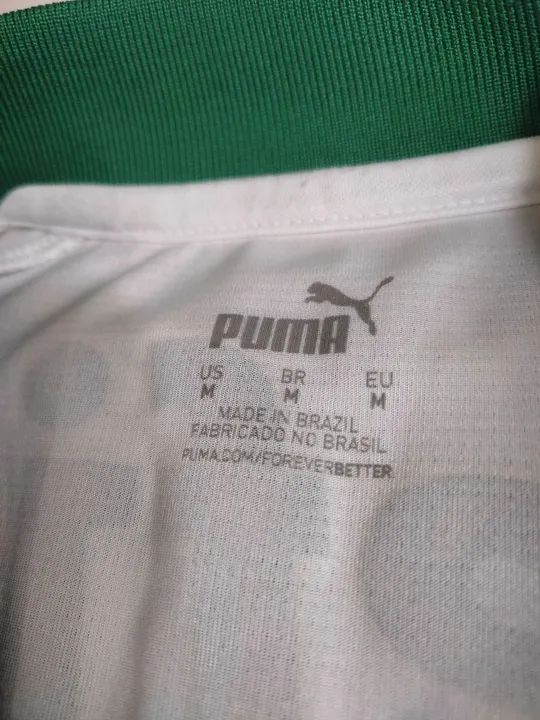 PUMA
US BR EU
M M M
MADE IN BRAZIL
FABRICADO NO BRASIL
PUMA.COM/FOREVERBETTER